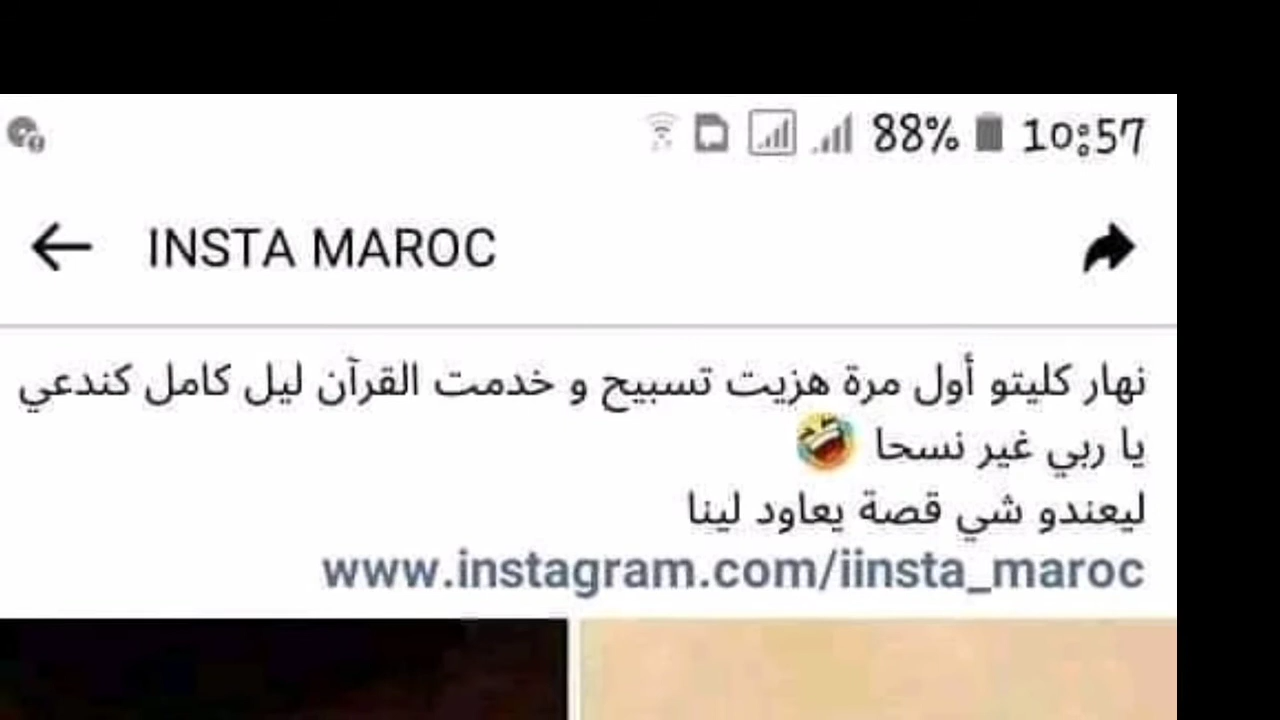 88% 10:57
INSTA MAROC
نهار كليتو أول مرة هزيت تسبيح و خدمت القرآن ليل كامل كندعي
يا ربي غير نسحا 🤣
ليعندو شي قصة يعاود لينا
www.instagram.com/iinsta_maroc